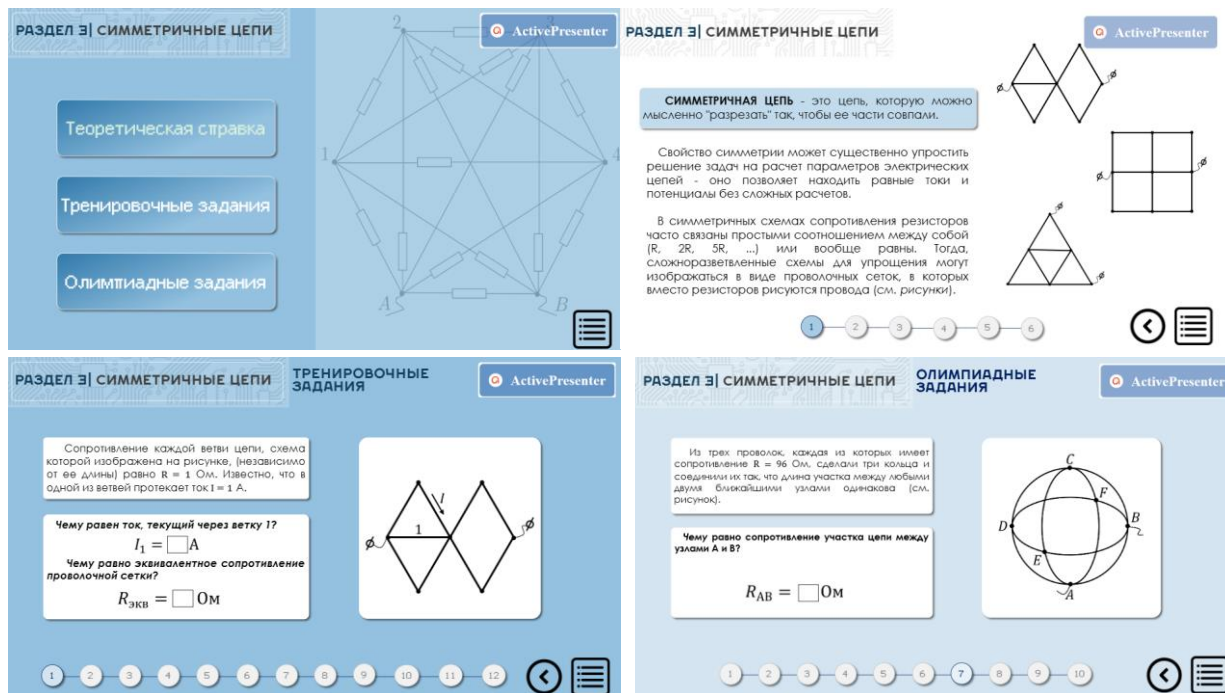 РАЗДЕЛ 3| СИММЕТРИЧНЫЕ ЦЕПИ
ActivePresenter
Теоретическая справка
Тренировочные задания
Олимпиадные задания
1
2
3
4
A
B
РАЗДЕЛ 3| СИММЕТРИЧНЫЕ ЦЕПИ
ActivePresenter
СИММЕТРИЧНАЯ ЦЕПЬ - это цепь, которую можно
мысленно "разрезать" так, чтобы ее части совпали.
Свойство симметрии может существенно упростить
решение задач на расчет параметров электрических
цепей - оно позволяет находить равные токи и
потенциалы без сложных расчетов.
В симметричных схемах сопротивления резисторов
часто связаны простыми соотношением между собой
(R, 2R, 5R, ...) или вообще равны. Тогда,
сложноразветвленные схемы для упрощения могут
изображаться в виде проволочных сеток, в которых
вместо резисторов рисуются провода (см. рисунки).
1 2 3 4 5 6
РАЗДЕЛ 3| СИММЕТРИЧНЫЕ ЦЕПИ
ТРЕНИРОВОЧНЫЕ
ЗАДАНИЯ
ActivePresenter
Сопротивление каждой ветви цепи, схема
которой изображена на рисунке, (независимо
от ее длины) равно R = 1 Ом. Известно, что в
одной из ветвей протекает ток I = 1 А.
Чему равен ток, текущий через ветку 1?
I₁ = А
Чему равно эквивалентное сопротивление
проволочной сетки?
Rэкв = Ом
I
1
1 2 3 4 5 6 7 8 9 10 11 12
РАЗДЕЛ 3| СИММЕТРИЧНЫЕ ЦЕПИ
ОЛИМПИАДНЫЕ
ЗАДАНИЯ
ActivePresenter
Из трех проволок, каждая из которых имеет
сопротивление R = 96 Ом, сделали три кольца и
соединили их так, что длина участка между любыми
двумя ближайшими узлами одинакова (см.
рисунок).
Чему равно сопротивление участка цепи между
узлами А и В?
RАВ = Ом
C
F
D
B
E
A
1 2 3 4 5 6 7 8 9 10